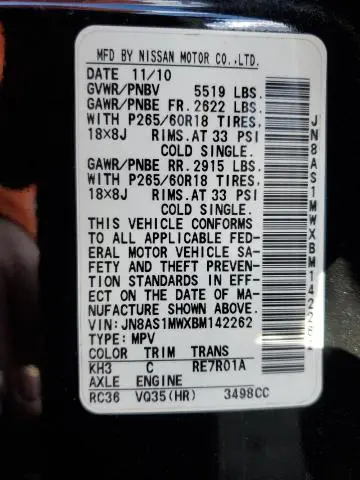 MFD BY NISSAN MOTOR CO.,LTD.
DATE 11/10
GVWR/PNBV 5519 LBS.
GAWR/PNBE FR. 2622 LBS.
WITH P265/60R18 TIRES,
18X8J RIMS.AT 33 PSI
COLD SINGLE.
GAWR/PNBE RR. 2915 LBS.
WITH P265/60R18 TIRES,
18X8J RIMS.AT 33 PSI
COLD SINGLE.
THIS VEHICLE CONFORMS
TO ALL APPLICABLE FED-
ERAL MOTOR VEHICLE SA-
FETY AND THEFT PREVEN-
TION STANDARDS IN EFF-
ECT ON THE DATE OF MA-
NUFACTURE SHOWN ABOVE.
VIN:JN8AS1MWXBM142262
TYPE: MPV
COLOR TRIM TRANS
KH3 C RE7R01A
AXLE ENGINE
RC36 VQ35(HR) 3498CC
JN8AS1MWXBM142262